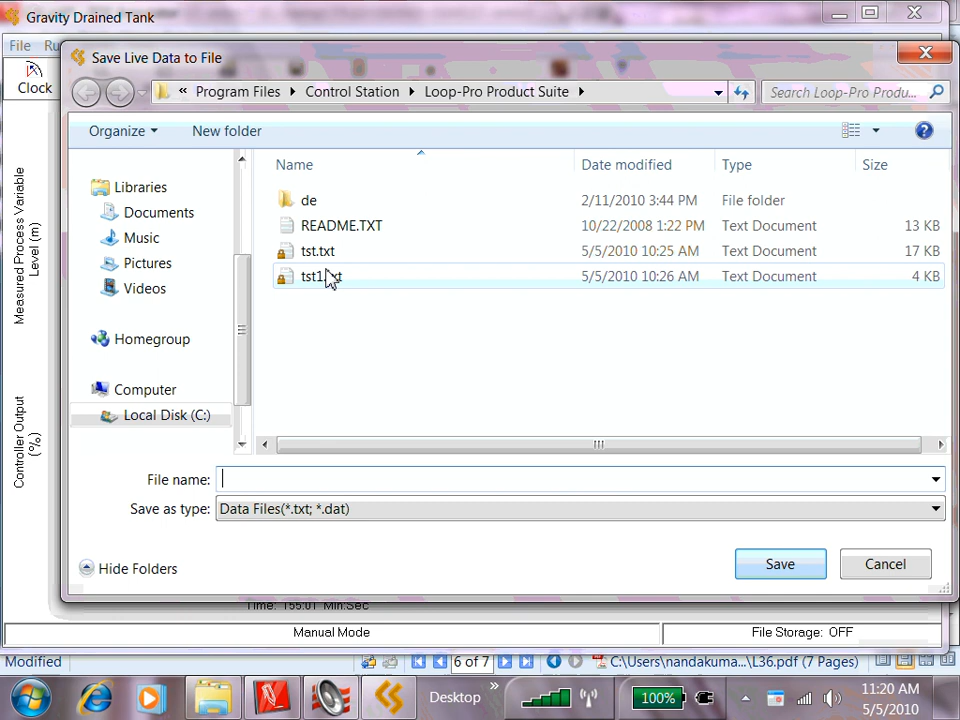 Gravity Drained Tank
File
Save Live Data to File
Clock
« Program Files Control Station Loop-Pro Product Suite
Search Loop-Pro Produ...
Organize New folder
Measured Process Variable
Level (m)
Controller Output
(%)
Libraries
Documents
Music
Pictures
Videos
Homegroup
Computer
Local Disk (C:)
Name Date modified Type Size
de 2/11/2010 3:44 PM File folder
README.TXT 10/22/2008 1:22 PM Text Document 13 KB
tst.txt 5/5/2010 10:25 AM Text Document 17 KB
5/5/2010 10:26 AM Text Document 4 KB
File name:
Save as type: Data Files(*.txt; *.dat)
Hide Folders
Save Cancel
Time: 155:01 Min:Sec
Manual Mode File Storage: OFF
Modified 6 of 7 C:\Users\nandakuma...\L36.pdf (7 Pages)
Desktop » 100% 11:20 AM
5/5/2010